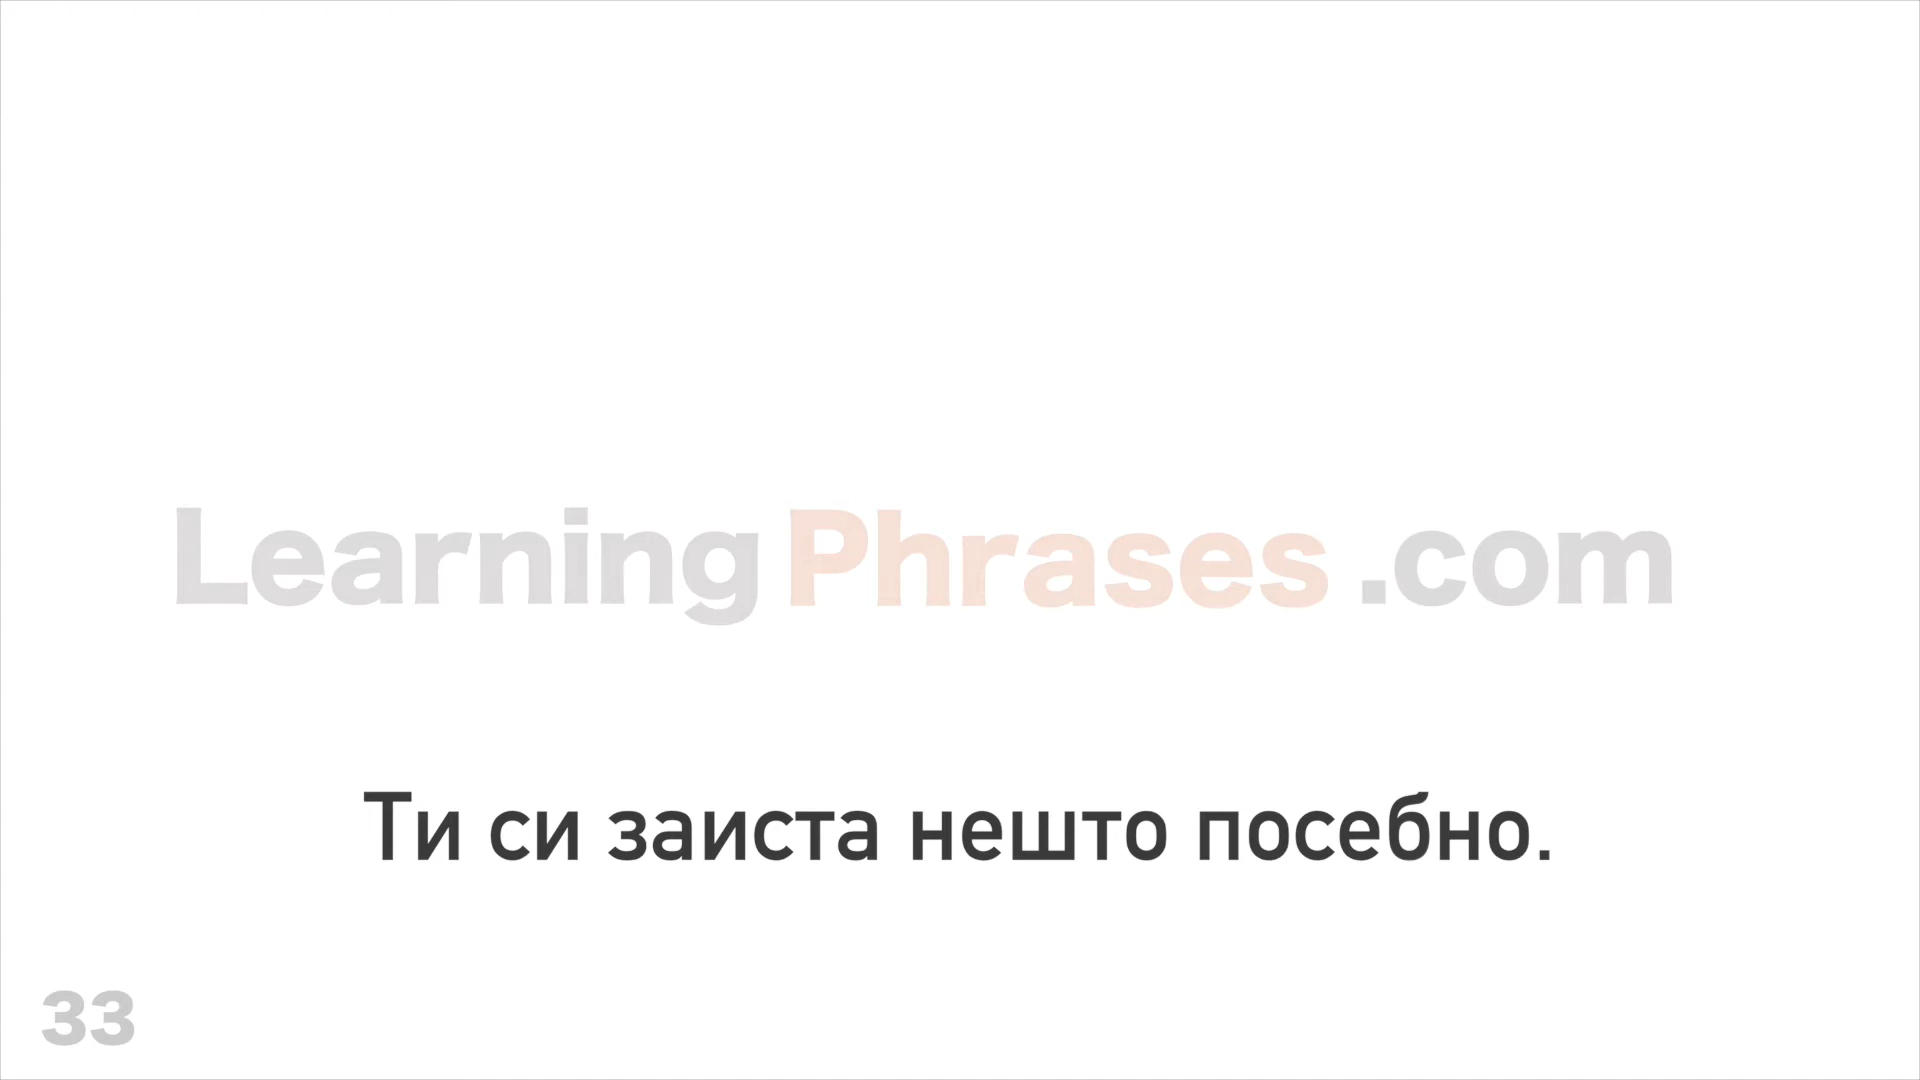 LearningPhrases.com
Ти си заиста нешто посебно.
33